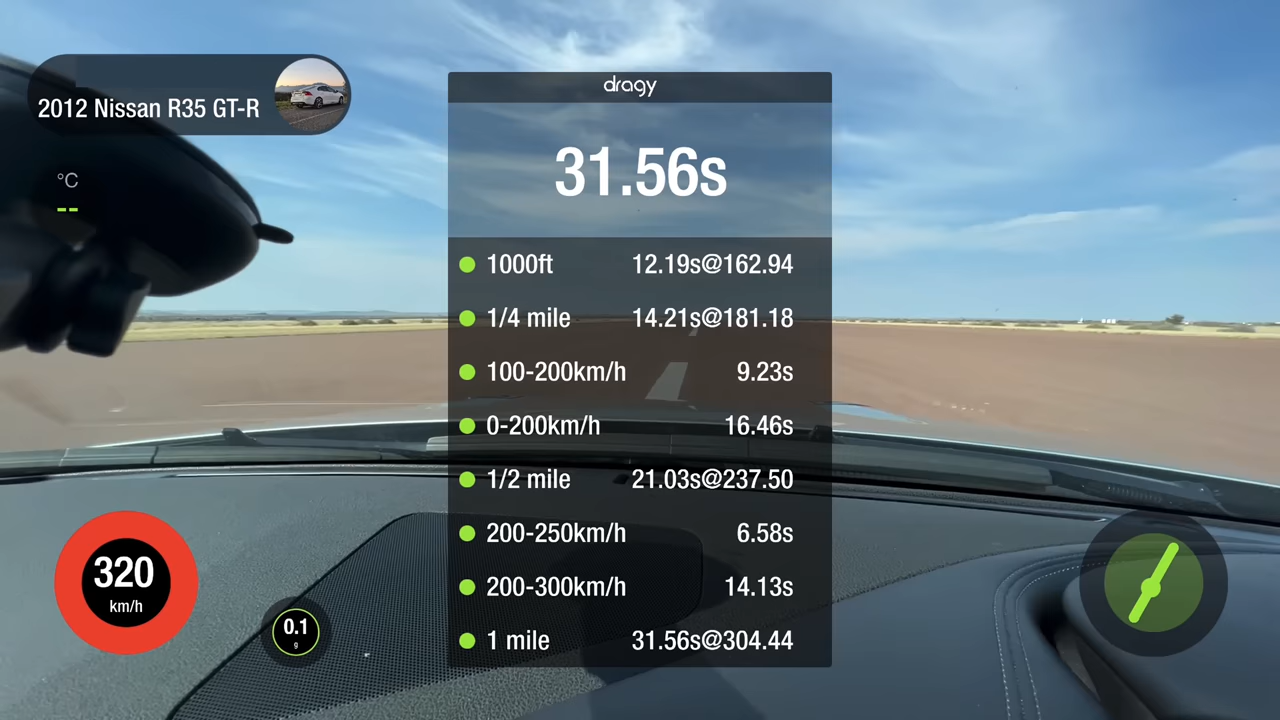 dragy
2012 Nissan R35 GT-R
°C
--
31.56s
1000ft 12.19s@162.94
1/4 mile 14.21s@181.18
100-200km/h 9.23s
0-200km/h 16.46s
1/2 mile 21.03s@237.50
200-250km/h 6.58s
200-300km/h 14.13s
1 mile 31.56s@304.44
320
km/h
0.1
g